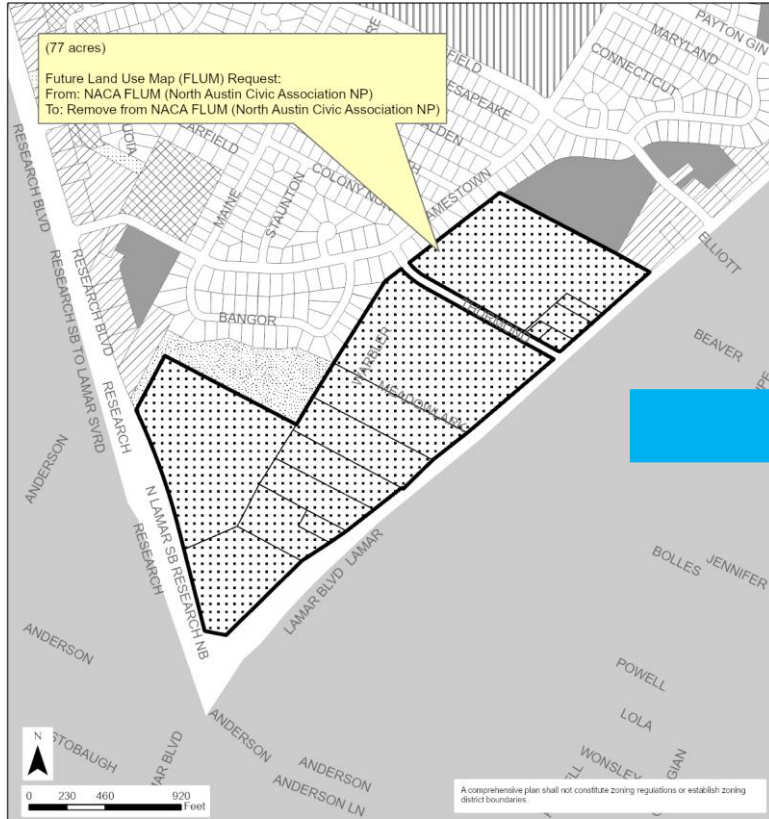 (77 acres)
Future Land Use Map (FLUM) Request:
From: NACA FLUM (North Austin Civic Association NP)
To: Remove from NACA FLUM (North Austin Civic Association NP)
PAYTON GIN
MARYLAND
CONNECTICUT
RESEARCH BLVD
COLONY NOR
MAINE
STAUNTON
ELLIOTT
RESEARCH BLVD
RESEARCH SB TO LAMAR SVRD
BANGOR
THURMOND
BEAVER
WARBLER
MEADOWLARK
RESEARCH
ANDERSON
N LAMAR SB RESEARCH NB
RESEARCH
LAMAR BLVD
LAMAR
BOLLES
JENNIFER
ANDERSON
POWELL
LOLA
WONSLEY
ANDERSON
ANDERSON
ANDERSON LN
N
0 230 460 920
Feet
A comprehensive plan shall not constitute zoning regulations or establish zoning
district boundaries.